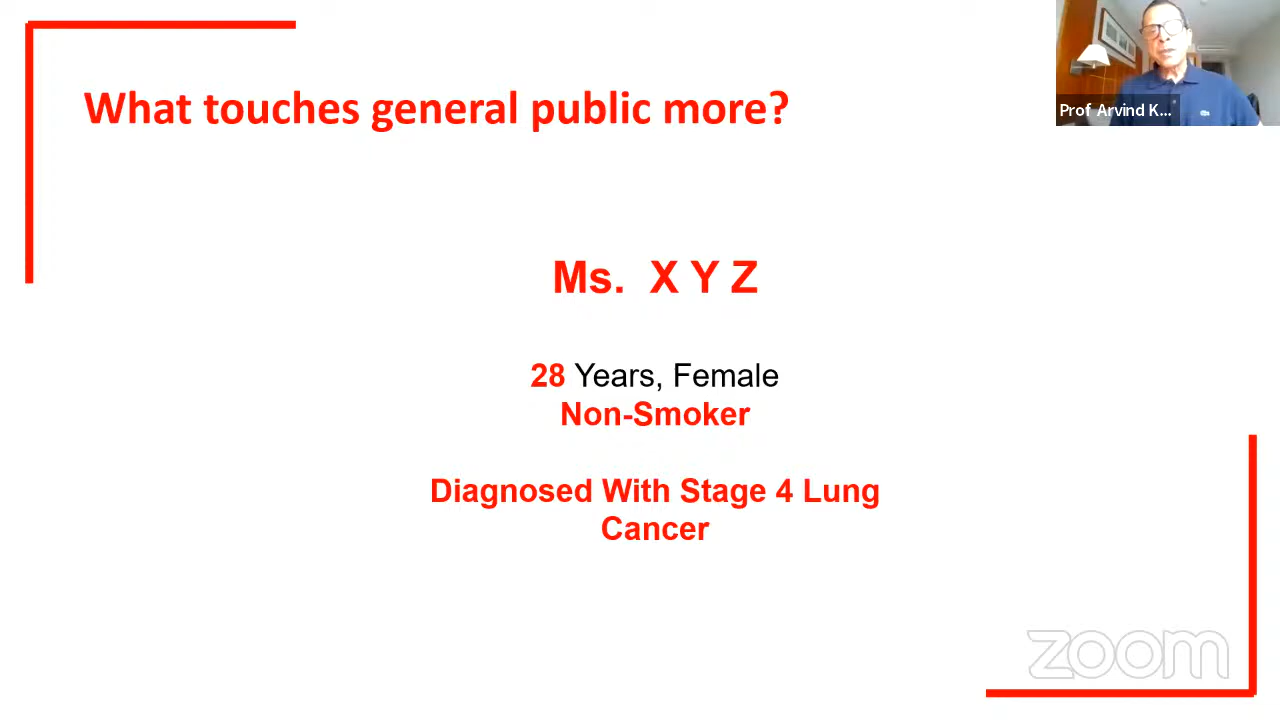 What touches general public more?
Prof Arvind K...
Ms. X Y Z
28 Years, Female
Non-Smoker
Diagnosed With Stage 4 Lung
Cancer
zoom